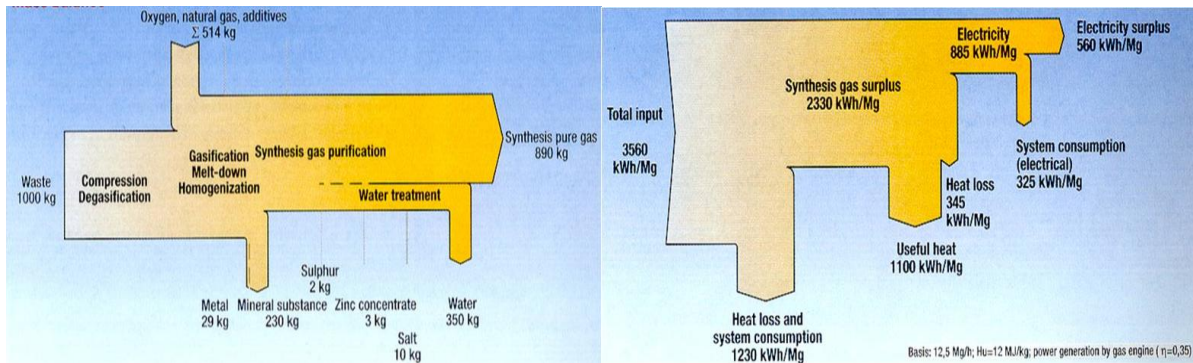 Mass balance
Oxygen, natural gas, additives
Σ 514 kg
Waste
1000 kg
Compression
Degasification
Gasification
Melt-down
Homogenization
Synthesis gas purification
Synthesis pure gas
890 kg
Water treatment
Sulphur
2 kg
Metal
29 kg
Mineral substance
230 kg
Zinc concentrate
3 kg
Salt
10 kg
Water
350 kg
Total input
3560
kWh/Mg
Synthesis gas surplus
2330 kWh/Mg
Electricity
885 kWh/Mg
Electricity surplus
560 kWh/Mg
System consumption
(electrical)
325 kWh/Mg
Heat loss
345
kWh/Mg
Useful heat
1100 kWh/Mg
Heat loss and
system consumption
1230 kWh/Mg
Basis: 12,5 Mg/h; Hu=12 MJ/kg; power generation by gas engine (η=0,35)